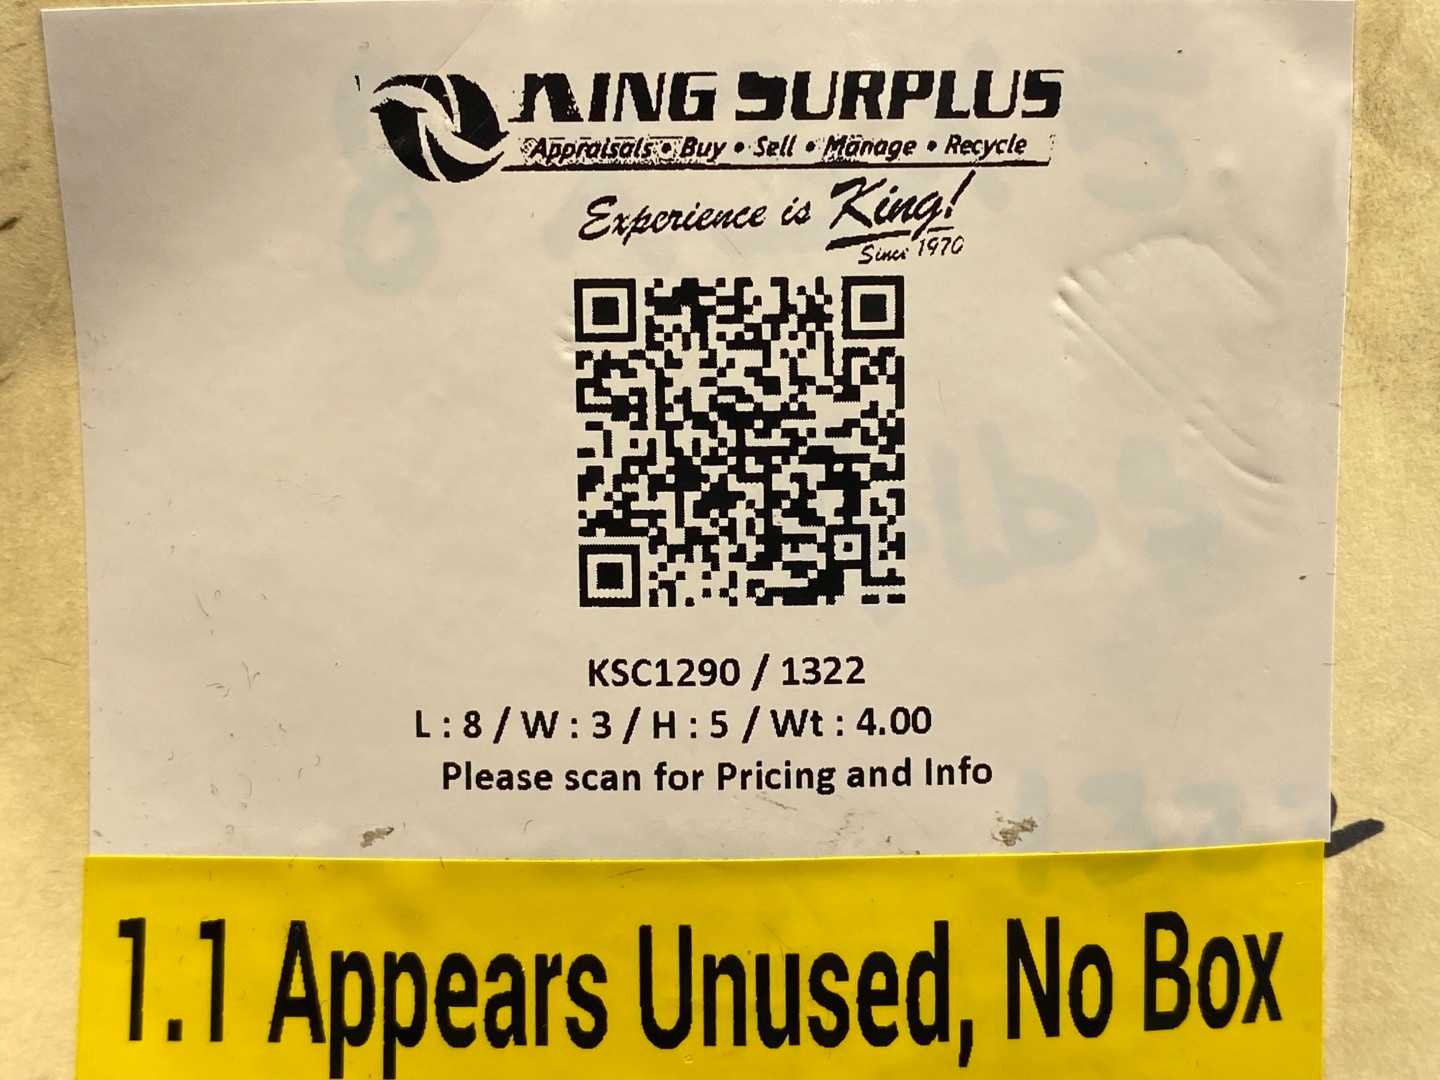 KING SURPLUS
Appraisals • Buy • Sell • Manage • Recycle
Experience is King!
Since 1970
KSC1290 / 1322
L : 8 / W : 3 / H : 5 / Wt : 4.00
Please scan for Pricing and Info
1.1 Appears Unused, No Box